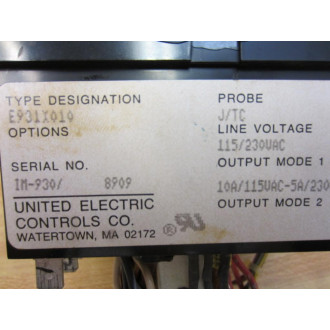 TYPE DESIGNATION
E931X010
OPTIONS
SERIAL NO.
IM-930/ 8909
UNITED ELECTRIC
CONTROLS CO.
WATERTOWN, MA 02172 ®
PROBE
J/TC
LINE VOLTAGE
115/230VAC
OUTPUT MODE 1
10A/115VAC-5A/230
OUTPUT MODE 2